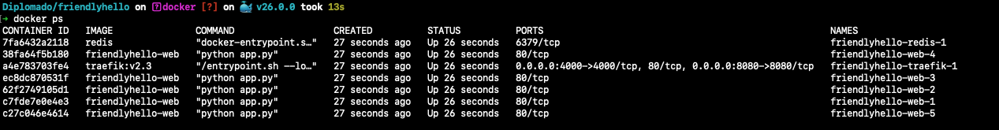 Diplomado/friendlyhello on docker [?] on v26.0.0 took 13s
→ docker ps
CONTAINER ID IMAGE COMMAND CREATED STATUS PORTS NAMES
7fa6432a2118 redis "docker-entrypoint.s…" 27 seconds ago Up 26 seconds 6379/tcp friendlyhello-redis-1
38fa64f5b180 friendlyhello-web "python app.py" 27 seconds ago Up 26 seconds 80/tcp friendlyhello-web-4
a4e783703fe4 traefik:v2.3 "/entrypoint.sh --lo…" 27 seconds ago Up 26 seconds 0.0.0.0:4000->4000/tcp, 80/tcp, 0.0.0.0:8080->8080/tcp friendlyhello-traefik-1
ec8dc870531f friendlyhello-web "python app.py" 27 seconds ago Up 26 seconds 80/tcp friendlyhello-web-3
62f2749105d1 friendlyhello-web "python app.py" 27 seconds ago Up 26 seconds 80/tcp friendlyhello-web-2
c7fde7e0e4e3 friendlyhello-web "python app.py" 27 seconds ago Up 26 seconds 80/tcp friendlyhello-web-1
c27c046e4614 friendlyhello-web "python app.py" 27 seconds ago Up 26 seconds 80/tcp friendlyhello-web-5